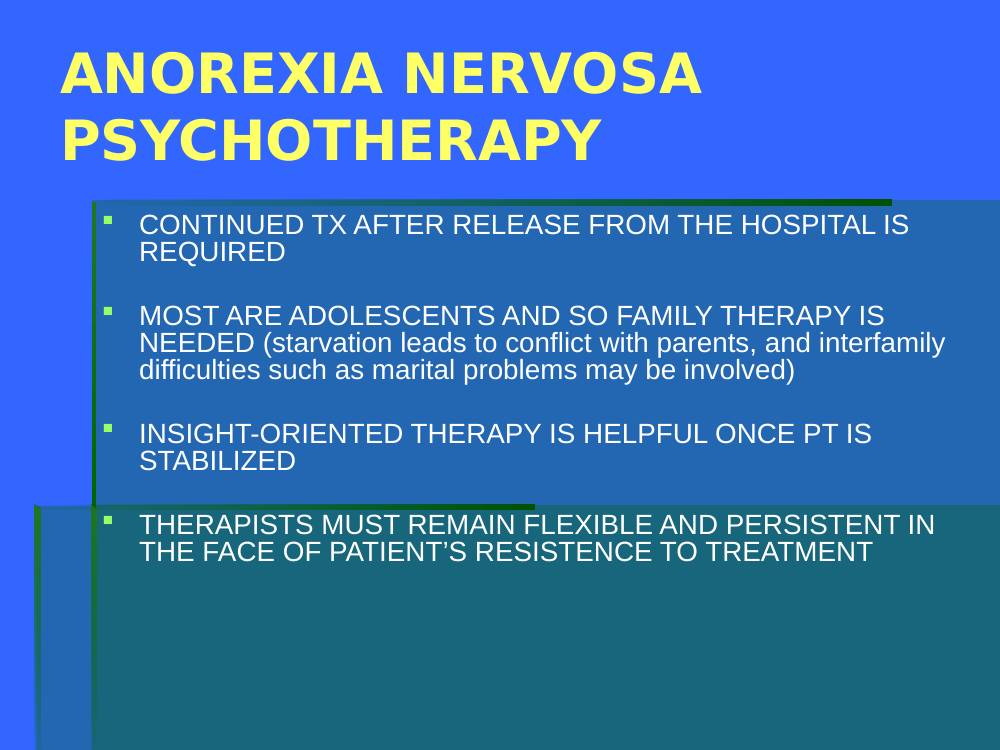 ANOREXIA NERVOSA
PSYCHOTHERAPY
▪ CONTINUED TX AFTER RELEASE FROM THE HOSPITAL IS
REQUIRED
▪ MOST ARE ADOLESCENTS AND SO FAMILY THERAPY IS
NEEDED (starvation leads to conflict with parents, and interfamily
difficulties such as marital problems may be involved)
▪ INSIGHT-ORIENTED THERAPY IS HELPFUL ONCE PT IS
STABILIZED
▪ THERAPISTS MUST REMAIN FLEXIBLE AND PERSISTENT IN
THE FACE OF PATIENT’S RESISTENCE TO TREATMENT